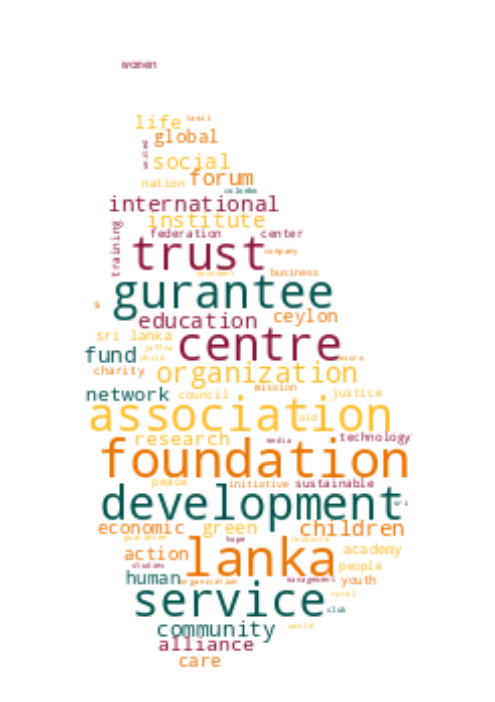 women
life tamil
global
social
nation forum
colombo
international
institute
training federation center
trust company
business
gurantee
education ceylon
sri lanka centre
fund jaffna
child more
charity organization
mission
network council justice
association aid
research media technology
foundation
peace initiative sustainable
development
economic green children
guarantee hope resource
action lanka academy
studies people
human organisation management youth
rural
service club
community world
alliance
care